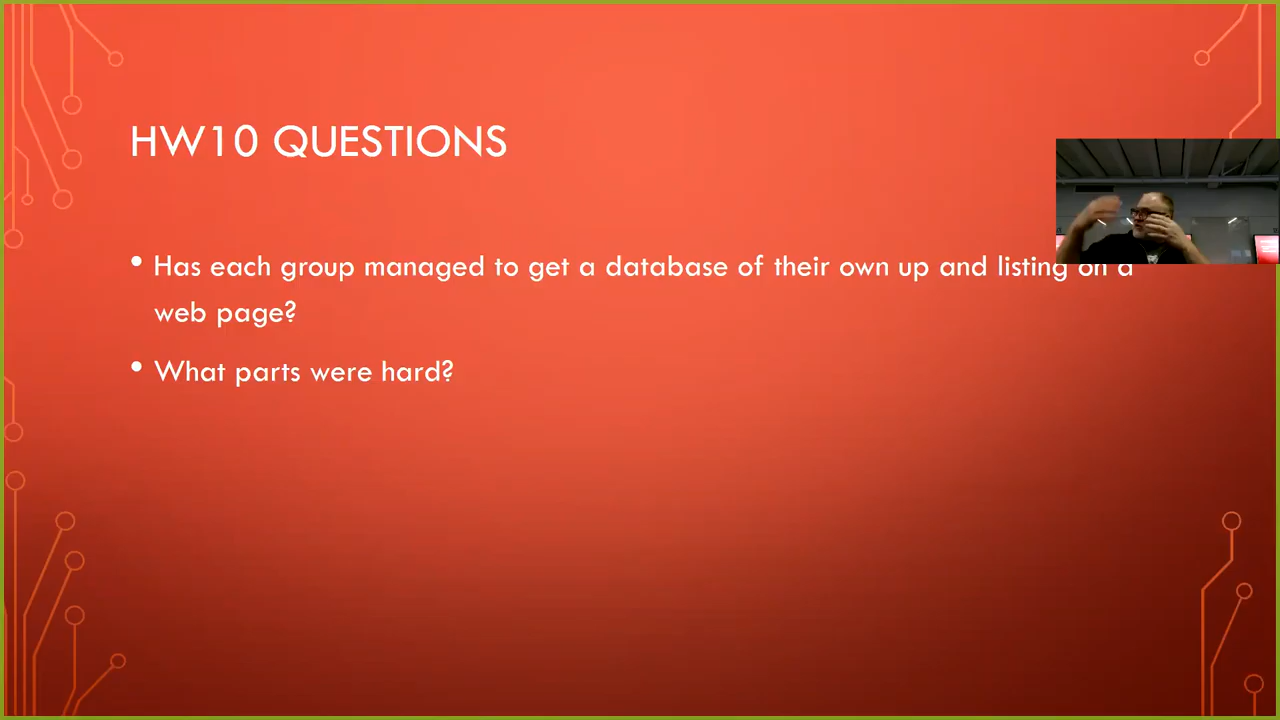 HW10 QUESTIONS
• Has each group managed to get a database of their own up and listing on a
web page?
• What parts were hard?